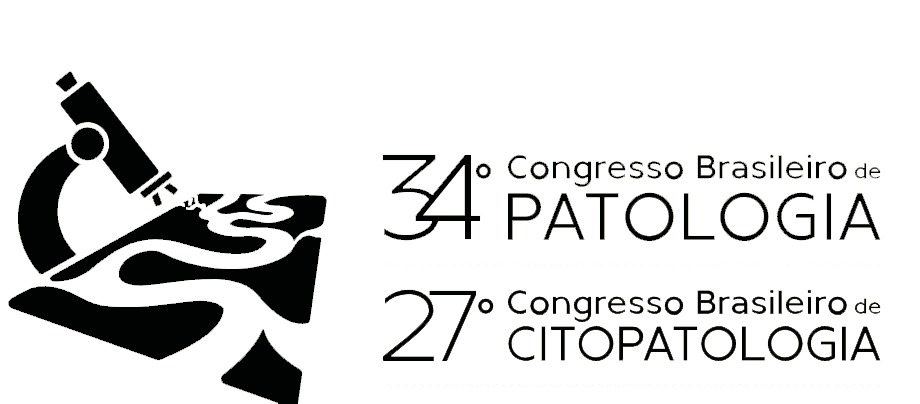 34º Congresso Brasileiro de
PATOLOGIA
27º Congresso Brasileiro de
CITOPATOLOGIA